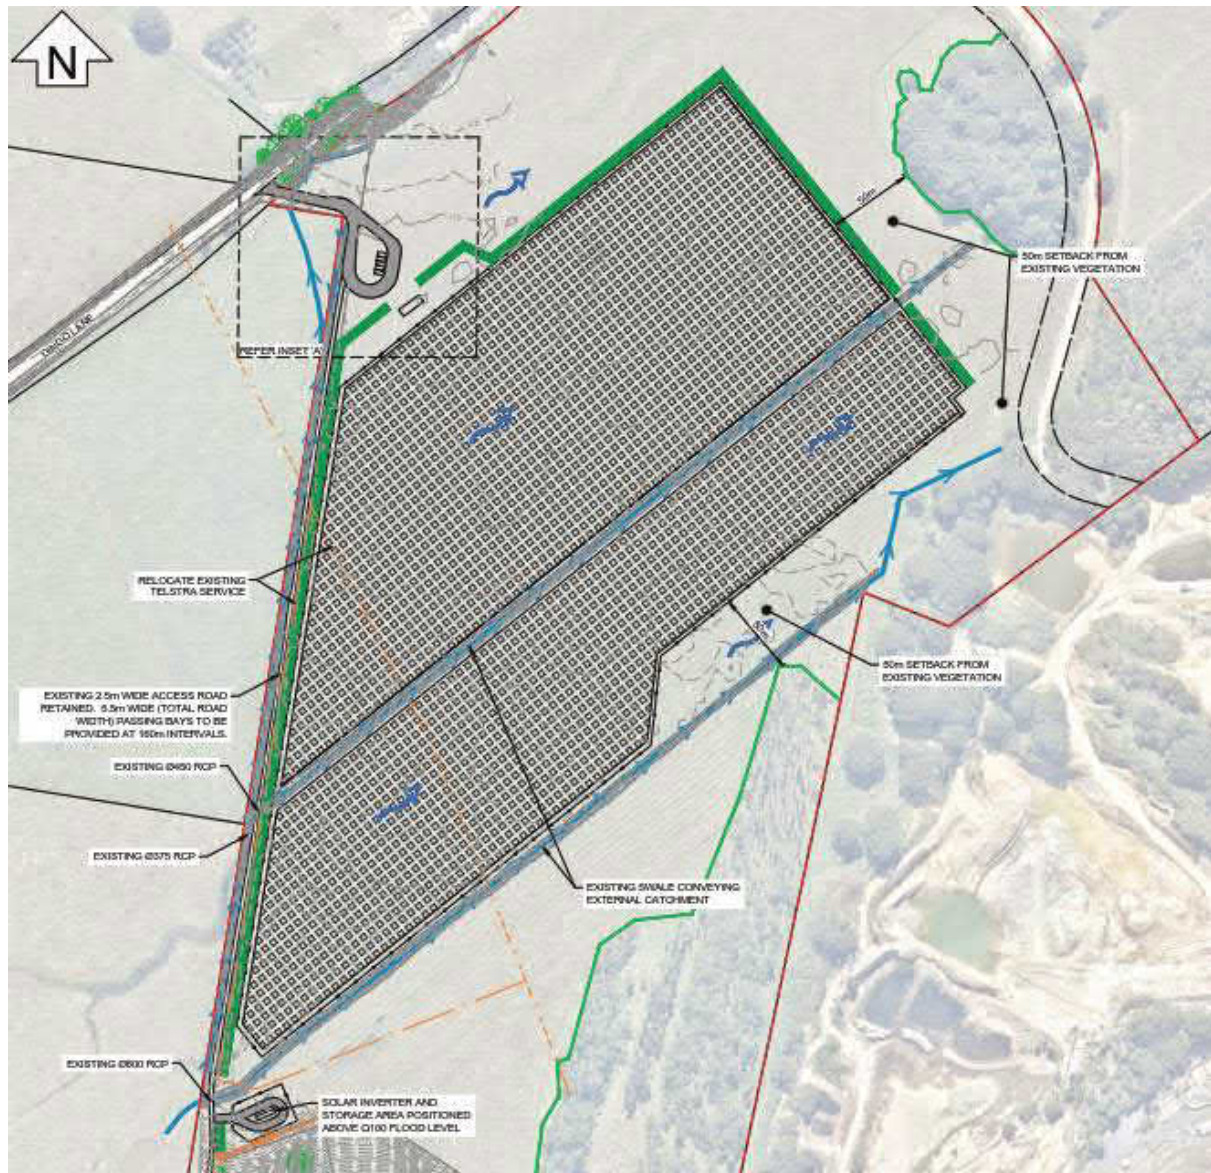 N
50m
50m SETBACK FROM
EXISTING VEGETATION
DINGO LANE
REFER INSET 'A'
RELOCATE EXISTING
TELSTRA SERVICE
50m SETBACK FROM
EXISTING VEGETATION
EXISTING 2.5m WIDE ACCESS ROAD
RETAINED. 5.5m WIDE (TOTAL ROAD
WIDTH) PASSING BAYS TO BE
PROVIDED AT 160m INTERVALS.
EXISTING Ø450 RCP
EXISTING Ø375 RCP
EXISTING SWALE CONVEYING
EXTERNAL CATCHMENT
EXISTING Ø600 RCP
SOLAR INVERTER AND
STORAGE AREA POSITIONED
ABOVE Q100 FLOOD LEVEL